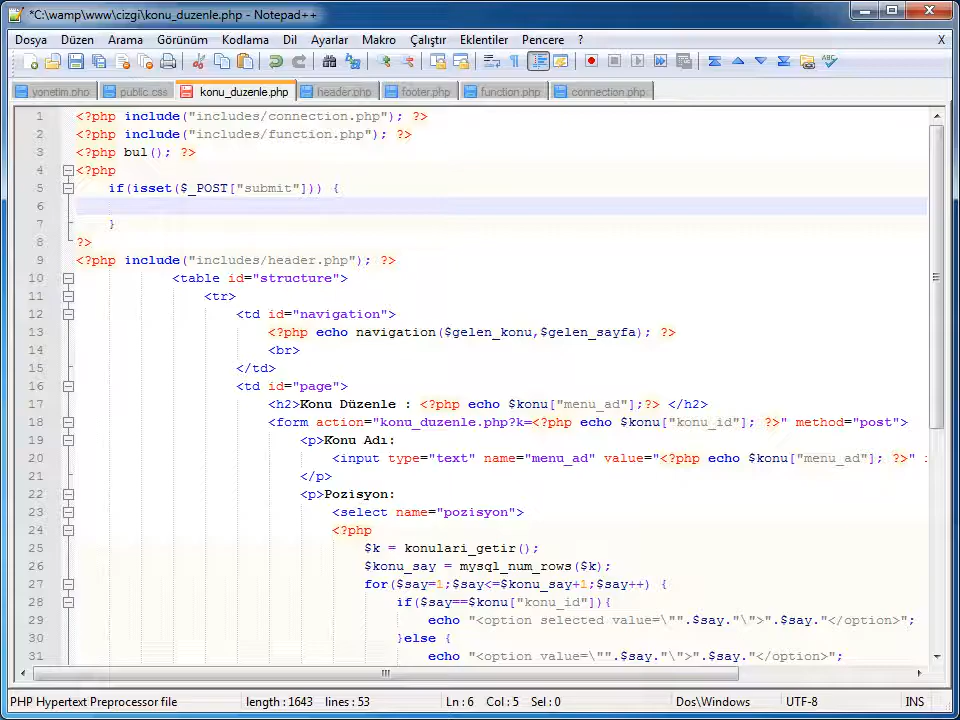 *C:\wamp\www\cizgi\konu_duzenle.php - Notepad++
Dosya Düzen Arama Görünüm Kodlama Dil Ayarlar Makro Çalıştır Eklentiler Pencere ? X
yonetim.php public.css konu_duzenle.php header.php footer.php function.php connection.php
1 <?php include("includes/connection.php"); ?>
2 <?php include("includes/function.php"); ?>
3 <?php bul(); ?>
4 <?php
5 if(isset($_POST["submit"])) {
6
7 }
8 ?>
9 <?php include("includes/header.php"); ?>
10 <table id="structure">
11 <tr>
12 <td id="navigation">
13 <?php echo navigation($gelen_konu,$gelen_sayfa); ?>
14 <br>
15 </td>
16 <td id="page">
17 <h2>Konu Düzenle : <?php echo $konu["menu_ad"];?> </h2>
18 <form action="konu_duzenle.php?k=<?php echo $konu["konu_id"]; ?>" method="post">
19 <p>Konu Adı:
20 <input type="text" name="menu_ad" value="<?php echo $konu["menu_ad"]; ?>"
21 </p>
22 <p>Pozisyon:
23 <select name="pozisyon">
24 <?php
25 $k = konulari_getir();
26 $konu_say = mysql_num_rows($k);
27 for($say=1;$say<=$konu_say+1;$say++) {
28 if($say==$konu["konu_id"]){
29 echo "<option selected value=\"".$say."\">".$say."</option>";
30 }else {
31 echo "<option value=\"".$say."\">".$say."</option>";
PHP Hypertext Preprocessor file length : 1643 lines : 53 Ln : 6 Col : 5 Sel : 0 Dos\Windows UTF-8 INS